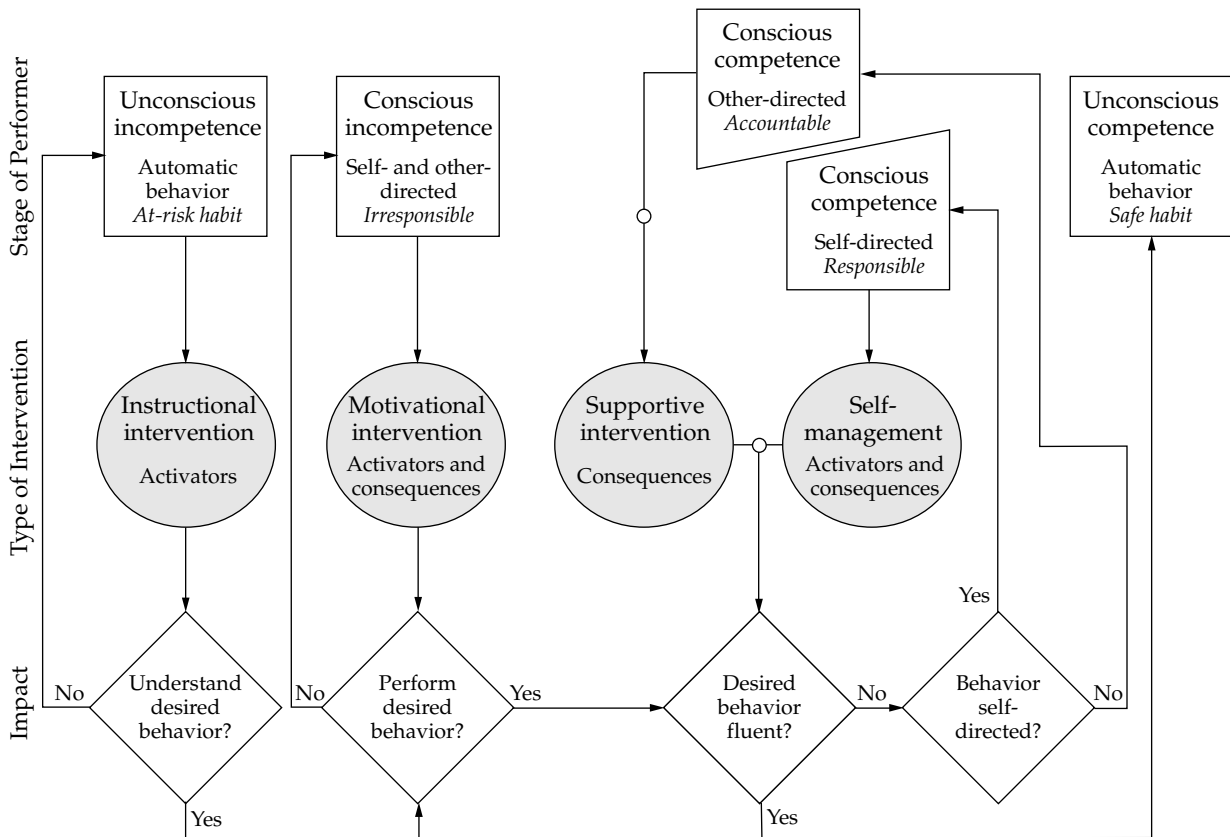 Stage of Performer
Unconscious
incompetence
Automatic
behavior
At-risk habit
Conscious
incompetence
Self- and other-
directed
Irresponsible
Conscious
competence
Other-directed
Accountable
Conscious
competence
Self-directed
Responsible
Unconscious
competence
Automatic
behavior
Safe habit
Type of Intervention
Instructional
intervention
Activators
Motivational
intervention
Activators and
consequences
Supportive
intervention
Consequences
Self-
management
Activators and
consequences
Impact
No
Understand
desired
behavior?
Yes
No
Perform
desired
behavior?
Yes
Desired
behavior
fluent?
No
Yes
Yes
Behavior
self-
directed?
No